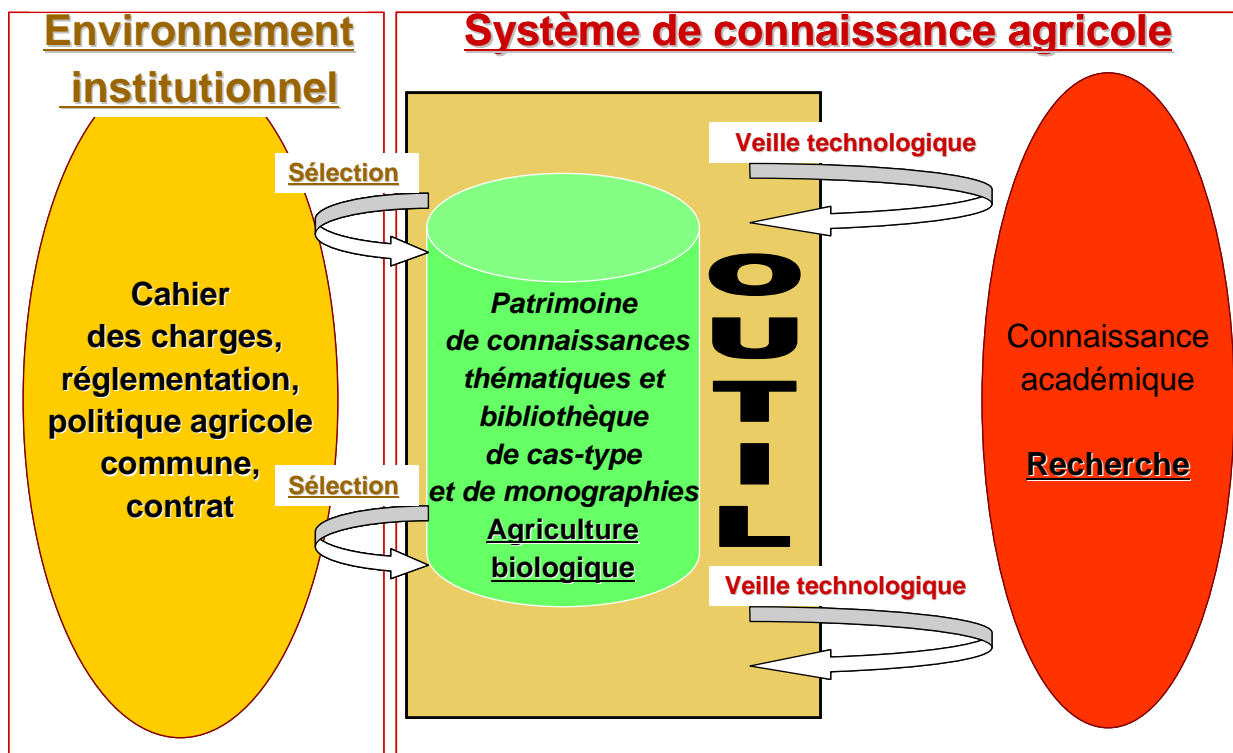 Environnement
institutionnel
Système de connaissance agricole
Sélection
Cahier
des charges,
réglementation,
politique agricole
commune,
contrat
Sélection
Patrimoine
de connaissances
thématiques et
bibliothèque
de cas-type
et de monographies
Agriculture
biologique
OUTIL
Veille technologique
Veille technologique
Connaissance
académique
Recherche